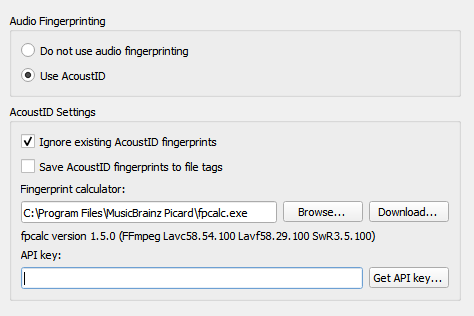 Audio Fingerprinting
Do not use audio fingerprinting
Use AcoustID
AcoustID Settings
Ignore existing AcoustID fingerprints
Save AcoustID fingerprints to file tags
Fingerprint calculator:
C:\Program Files\MusicBrainz Picard\fpcalc.exe Browse... Download...
fpcalc version 1.5.0 (FFmpeg Lavc58.54.100 Lavf58.29.100 SwR3.5.100)
API key:
Get API key...